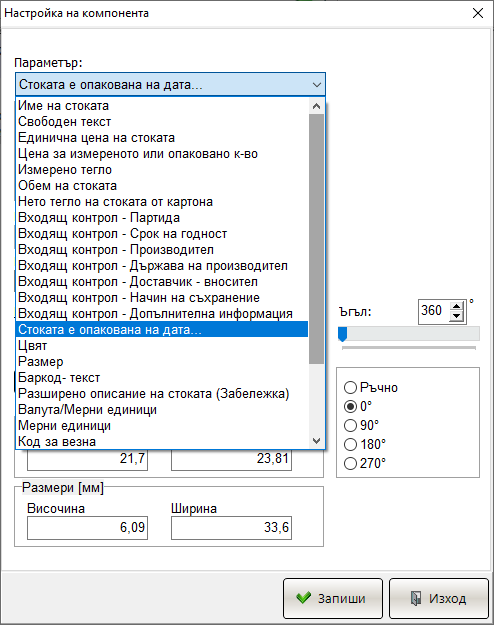 Настройка на компонента
Параметър:
Стоката е опакована на дата...
Име на стоката
Свободен текст
Единична цена на стоката
Цена за измереното или опаковано к-во
Измерено тегло
Обем на стоката
Нето тегло на стоката от картона
Входящ контрол - Партида
Входящ контрол - Срок на годност
Входящ контрол - Производител
Входящ контрол - Държава на производител
Входящ контрол - Доставчик - вносител
Входящ контрол - Начин на съхранение
Входящ контрол - Допълнителна информация
Стоката е опакована на дата...
Цвят
Размер
Баркод- текст
Разширено описание на стоката (Забележка)
Валута/Мерни единици
Мерни единици
Код за везна
Ъгъл:
360 °
Ръчно
0°
90°
180°
270°
21,7
23,81
Размери [мм]
Височина
Ширина
6,09
33,6
Запиши
Изход